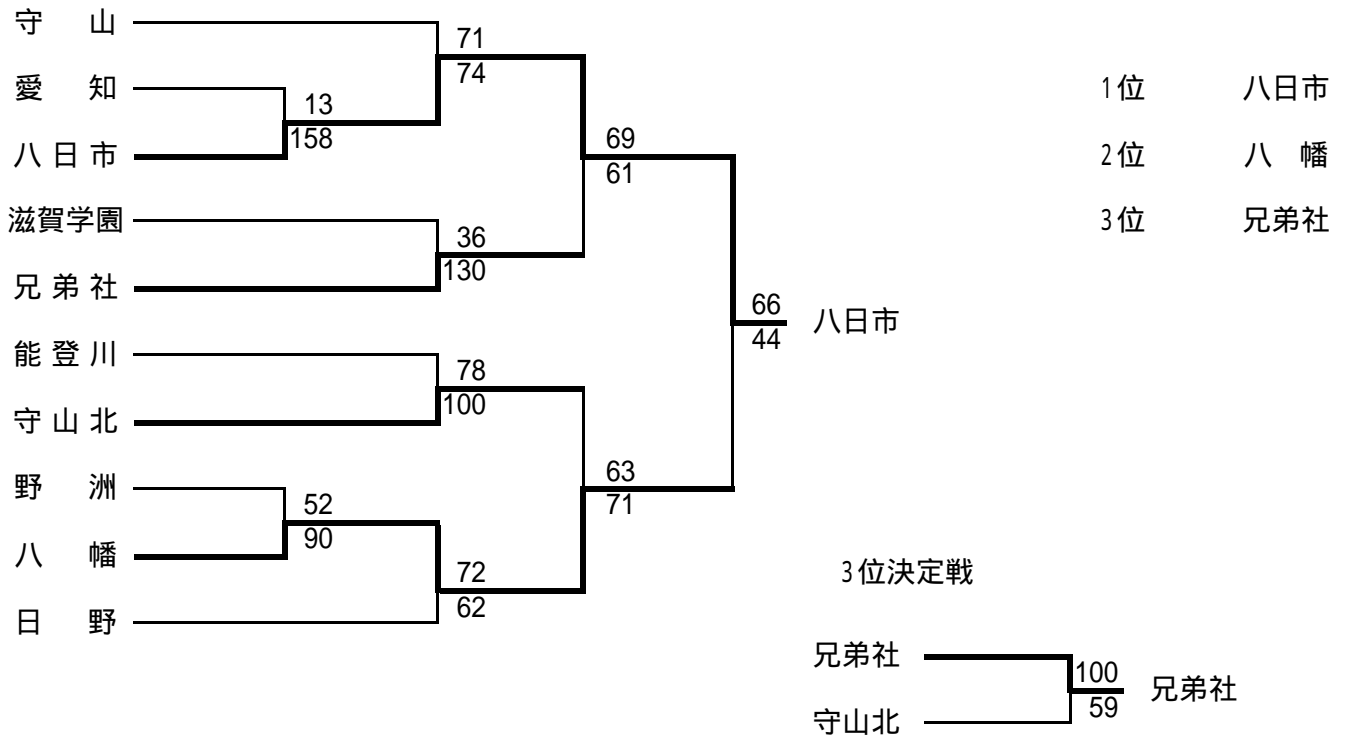 守 山
71
74
愛 知
1位 八日市
13
158
八日市
69
61
2位 八 幡
滋賀学園
3位 兄弟社
36
130
兄弟社
66
44
八日市
能登川
78
100
守山北
63
71
野 洲
52
90
八 幡
72
62
3位決定戦
日 野
兄弟社
100
59
兄弟社
守山北